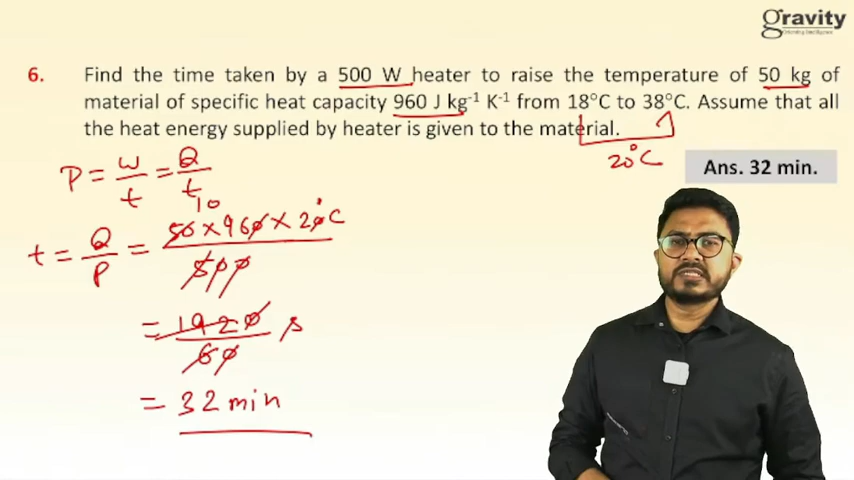 gravity
6. Find the time taken by a 500 W heater to raise the temperature of 50 kg of
material of specific heat capacity 960 J kg⁻¹ K⁻¹ from 18°C to 38°C. Assume that all
the heat energy supplied by heater is given to the material.
20°C
Ans. 32 min.
P = W/t = Q/t
10
t = Q/P = 50 × 960 × 20°C / 500
= 1920/60 s
= 32 min